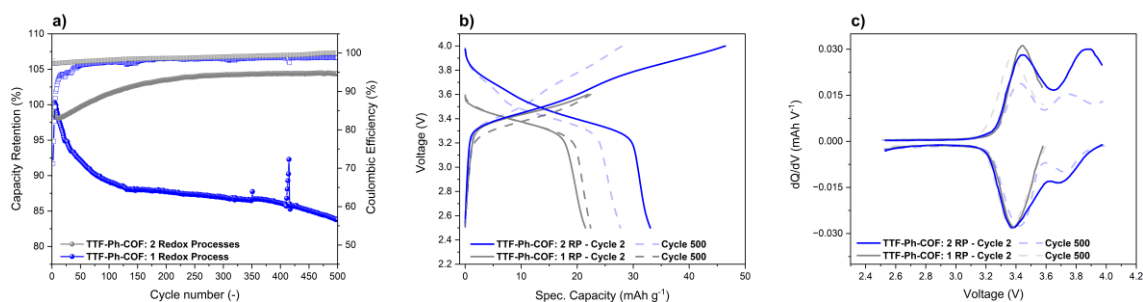 a)
110
105
100
95
90
85
80
Capacity Retention (%)
100
90
80
70
60
50
Coulombic Efficiency (%)
TTF-Ph-COF: 2 Redox Processes
TTF-Ph-COF: 1 Redox Process
0 50 100 150 200 250 300 350 400 450 500
Cycle number (-)
b)
4.0
3.8
3.6
3.4
3.2
3.0
2.8
2.6
2.4
2.2
Voltage (V)
TTF-Ph-COF: 2 RP - Cycle 2 Cycle 500
TTF-Ph-COF: 1 RP - Cycle 2 Cycle 500
0 10 20 30 40 50
Spec. Capacity (mAh g⁻¹)
c)
0.030
0.015
0.000
−0.015
−0.030
dQ/dV (mAh V⁻¹)
TTF-Ph-COF: 2 RP - Cycle 2 Cycle 500
TTF-Ph-COF: 1 RP - Cycle 2 Cycle 500
2.4 2.6 2.8 3.0 3.2 3.4 3.6 3.8 4.0 4.2
Voltage (V)